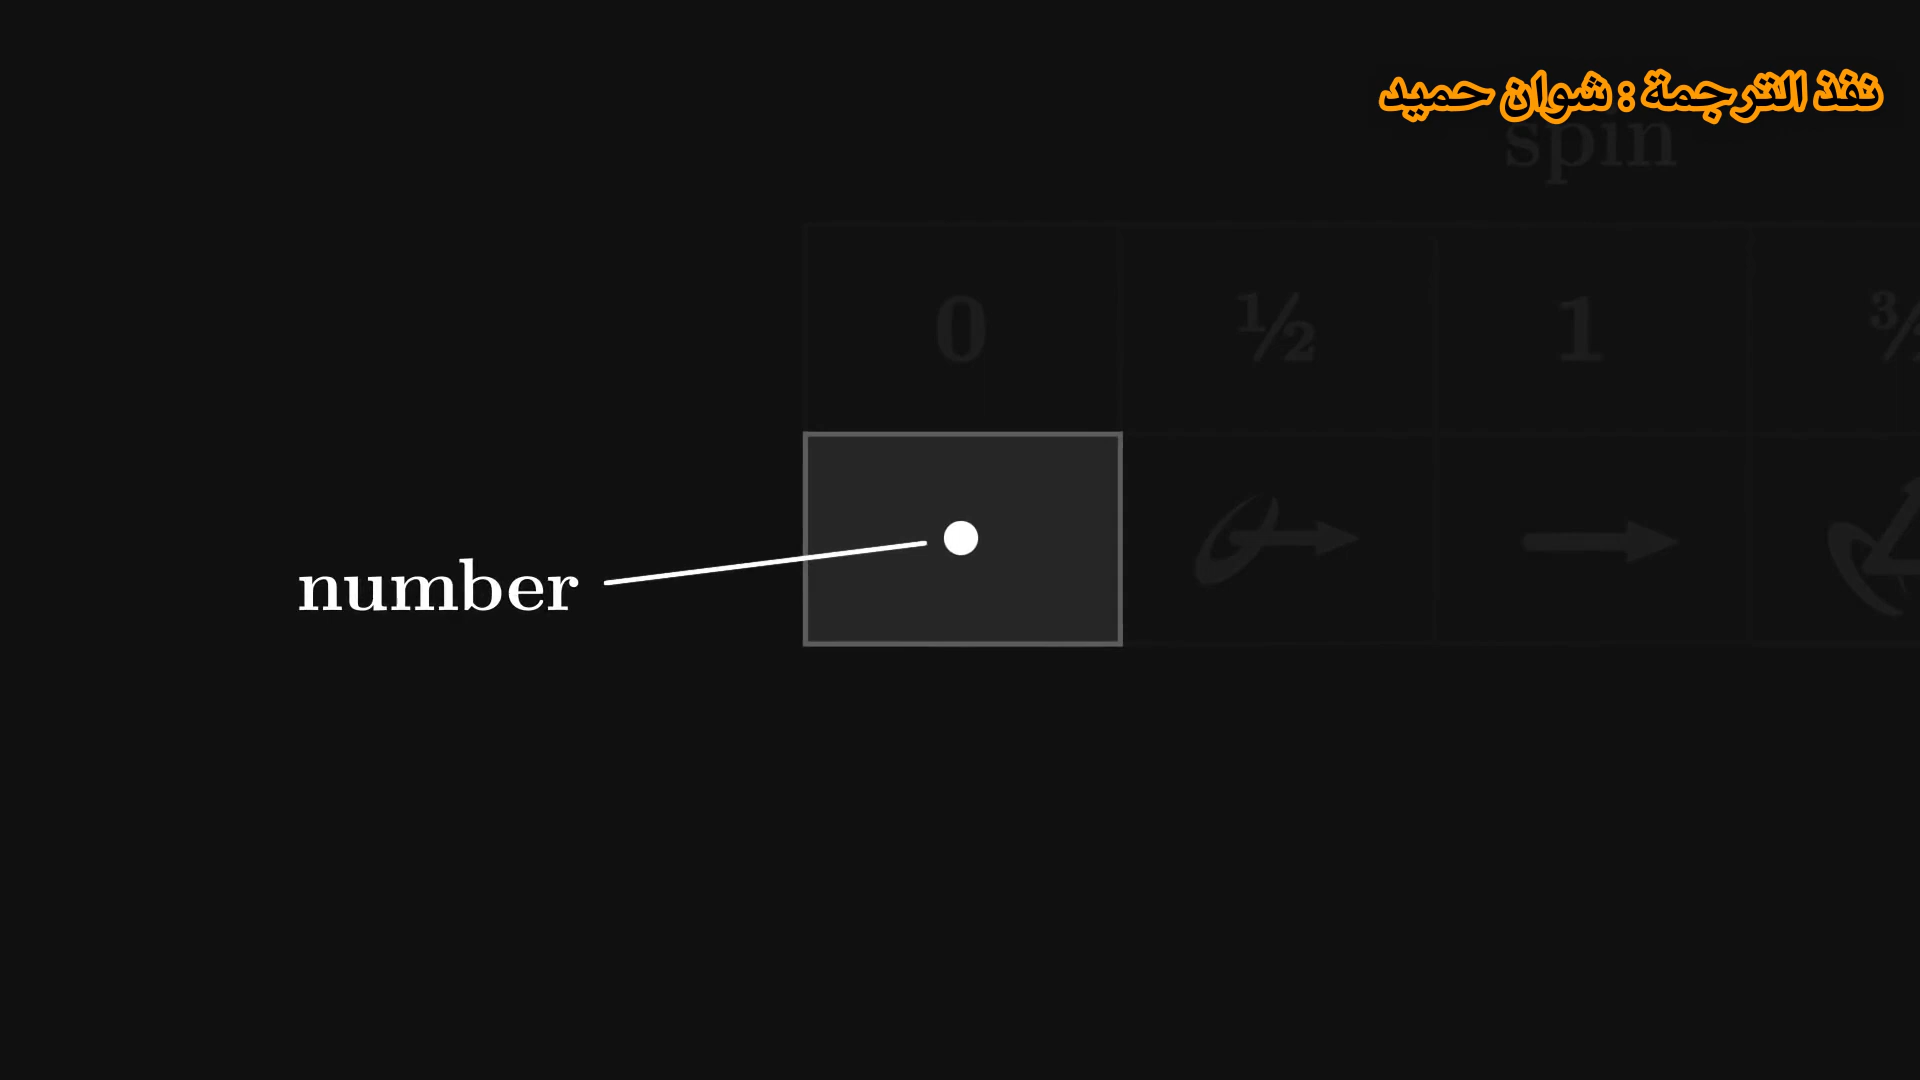 نفذ الترجمة : شوان حميد
spin
0 ½ 1
number